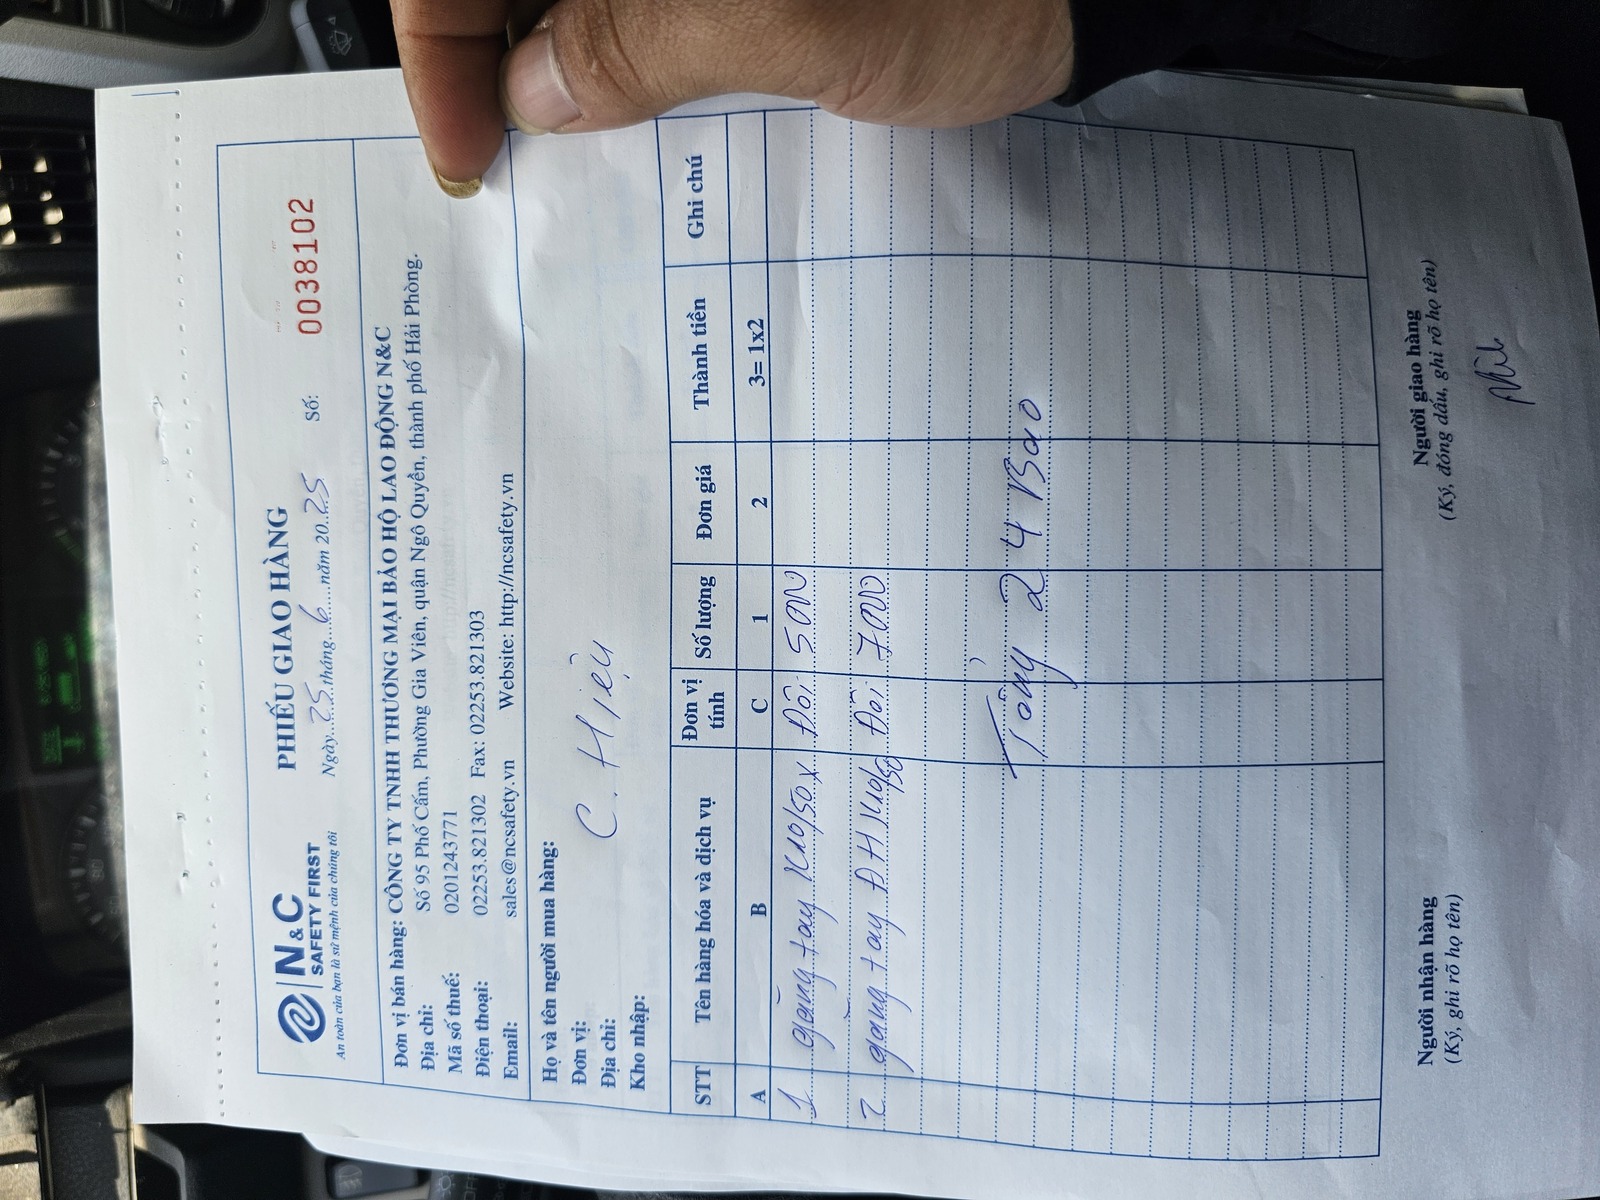 N&C
SAFETY FIRST
An toàn của bạn là sứ mệnh của chúng tôi
PHIẾU GIAO HÀNG
Ngày 25 tháng 6 năm 2025 Số: 0038102
Đơn vị bán hàng: CÔNG TY TNHH THƯƠNG MẠI BẢO HỘ LAO ĐỘNG N&C
Địa chỉ: Số 95 Phố Cấm, Phường Gia Viên, quận Ngô Quyền, thành phố Hải Phòng.
Mã số thuế: 0201243771
Điện thoại: 02253.821302 Fax: 02253.821303
Email: sales@ncsafety.vn Website: http://ncsafety.vn
Họ và tên người mua hàng:
Đơn vị: C. Hiệu
Địa chỉ:
Kho nhập:
STT Tên hàng hóa và dịch vụ Đơn vị tính Số lượng Đơn giá Thành tiền Ghi chú
A B C 1 2 3= 1x2
1 găng tay K10/50 Đôi 5000
2 găng tay ĐH K10/50 Đôi 7000
Tổng 24 Bao
Người nhận hàng Người giao hàng
(Ký, ghi rõ họ tên) (Ký, đóng dấu, ghi rõ họ tên)